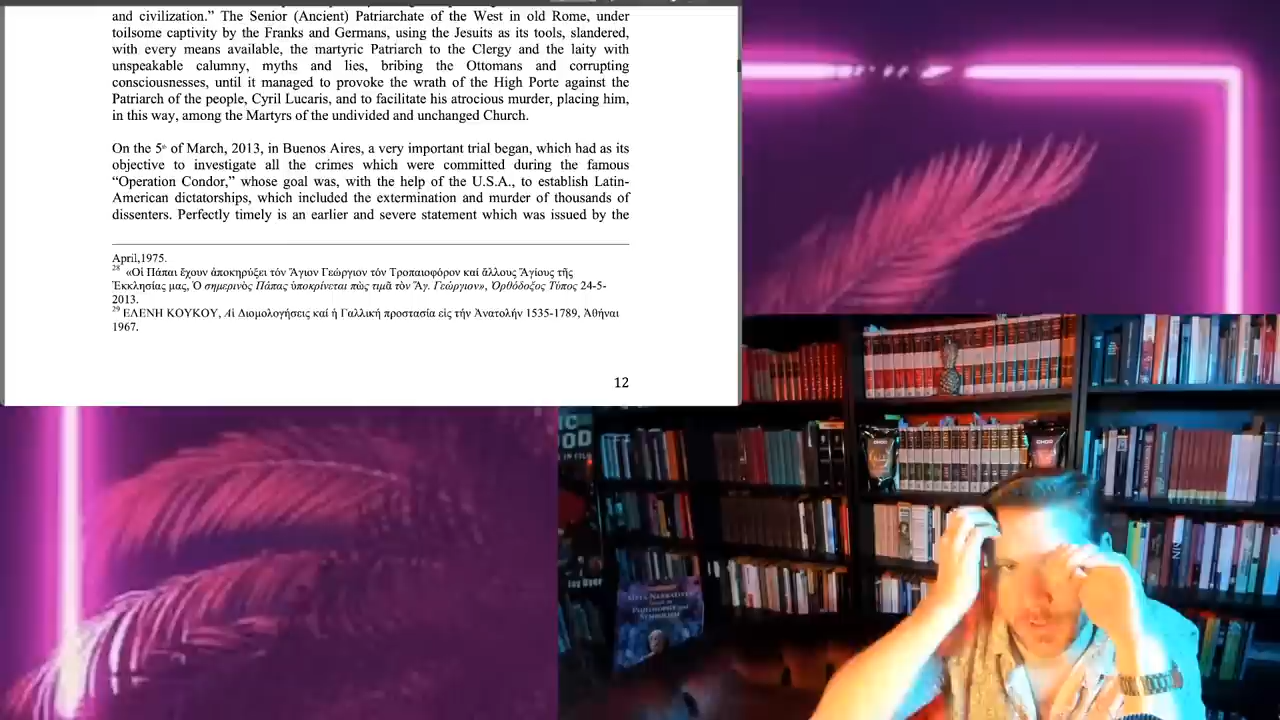 and civilization.” The Senior (Ancient) Patriarchate of the West in old Rome, under
toilsome captivity by the Franks and Germans, using the Jesuits as its tools, slandered,
with every means available, the martyric Patriarch to the Clergy and the laity with
unspeakable calumny, myths and lies, bribing the Ottomans and corrupting
consciousnesses, until it managed to provoke the wrath of the High Porte against the
Patriarch of the people, Cyril Lucaris, and to facilitate his atrocious murder, placing him,
in this way, among the Martyrs of the undivided and unchanged Church.
On the 5th of March, 2013, in Buenos Aires, a very important trial began, which had as its
objective to investigate all the crimes which were committed during the famous
“Operation Condor,” whose goal was, with the help of the U.S.A., to establish Latin-
American dictatorships, which included the extermination and murder of thousands of
dissenters. Perfectly timely is an earlier and severe statement which was issued by the
April,1975.
28 «Οἱ Πάπαι ἔχουν ἀποκηρύξει τόν Ἅγιον Γεώργιον τόν Τροπαιοφόρον καί ἄλλους Ἁγίους τῆς
Ἐκκλησίας μας, Ὁ σημερινὸς Πάπας ὑποκρίνεται πὼς τιμᾶ τὸν Ἅγ. Γεώργιον», Ὀρθόδοξος Τύπος 24-5-
2013.
29 ΕΛΕΝΗ ΚΟΥΚΟΥ, Αἱ Διομολογήσεις καί ἡ Γαλλική προστασία εἰς τήν Ἀνατολήν 1535-1789, Ἀθῆναι
1967.
12
Jay Dyer